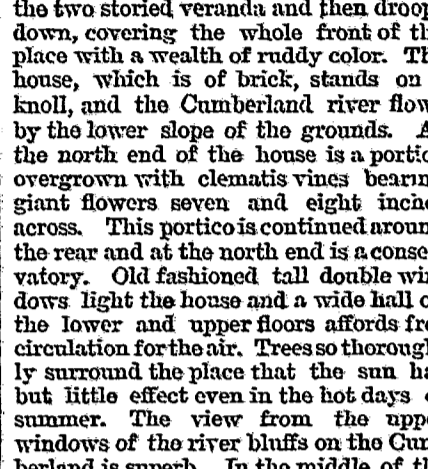 the two storied veranda and then droop
down, covering the whole front of th
place with a wealth of ruddy color. Th
house, which is of brick, stands on
knoll, and the Cumberland river flow
by the lower slope of the grounds. A
the north end of the house is a portic
overgrown with clematis vines bearin
giant flowers seven and eight inche
across. This portico is continued aroun
the rear and at the north end is a conse
vatory. Old fashioned tall double win
dows light the house and a wide hall o
the lower and upper floors affords fre
circulation for the air. Trees so thorough
ly surround the place that the sun ha
but little effect even in the hot days o
summer. The view from the uppe
windows of the river bluffs on the Cum
berland is superb. In the middle of th